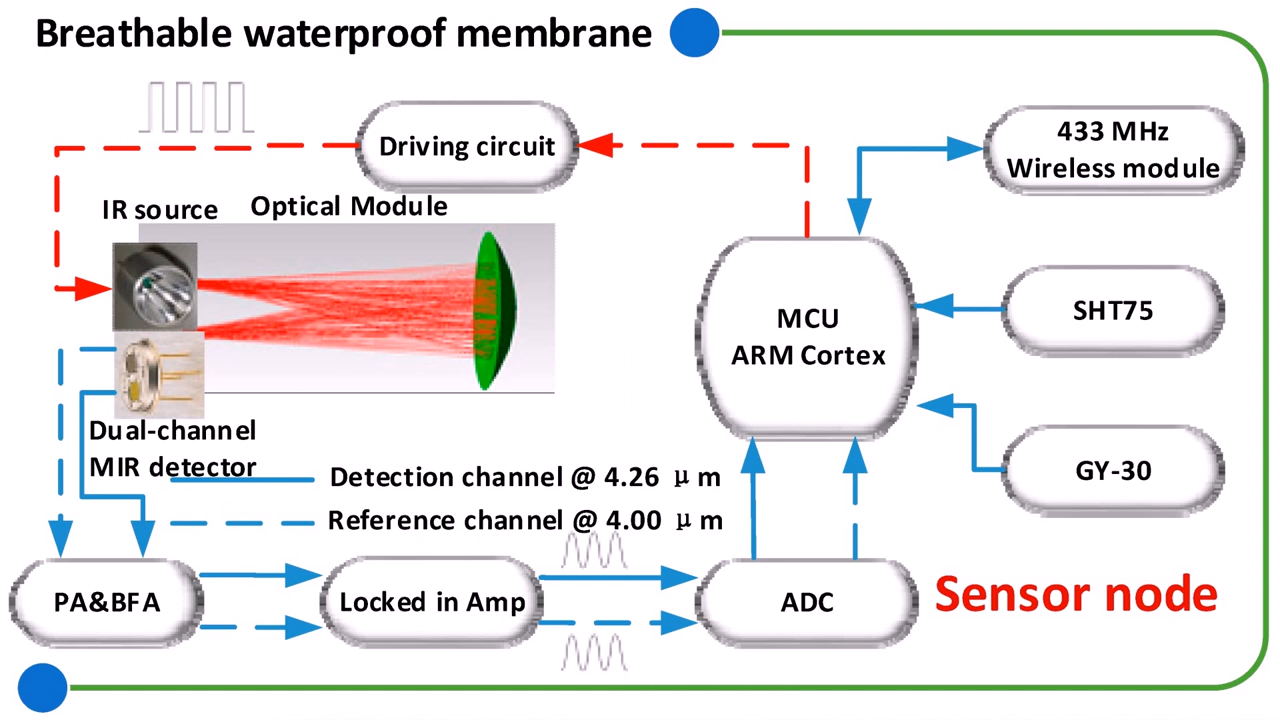 Breathable waterproof membrane
Driving circuit
433 MHz
Wireless module
IR source
Optical Module
MCU
ARM Cortex
SHT75
GY-30
Dual-channel
MIR detector
Detection channel @ 4.26 μm
Reference channel @ 4.00 μm
PA&BFA
Locked in Amp
ADC
Sensor node